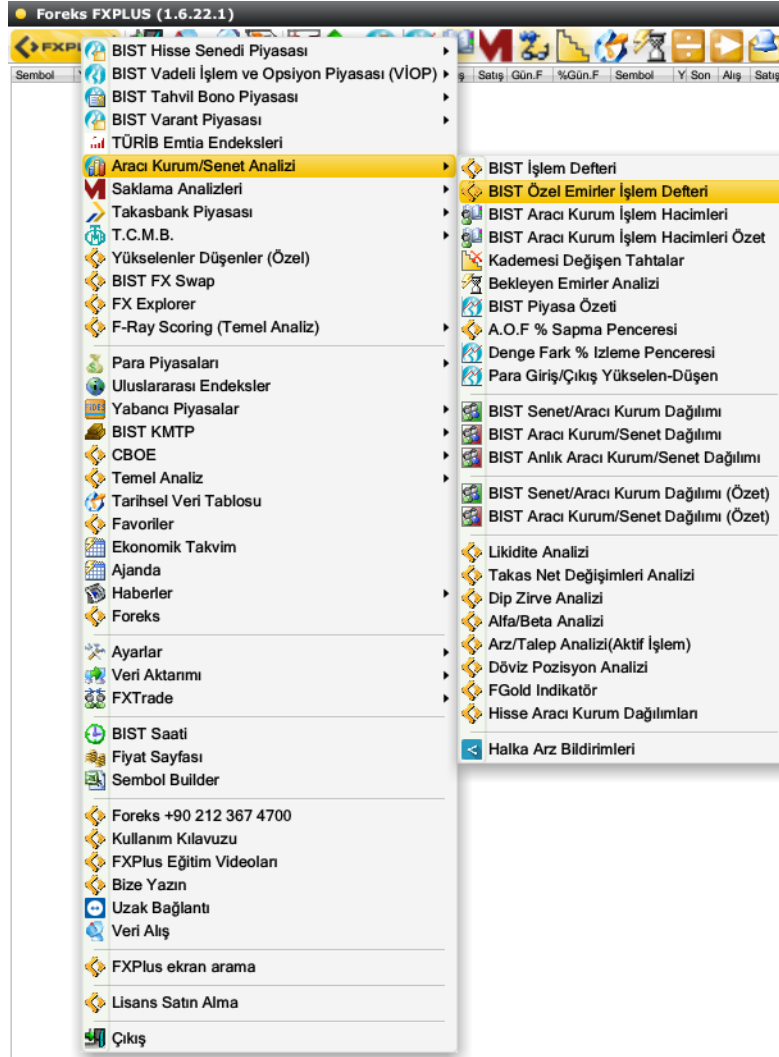 Foreks FXPLUS (1.6.22.1)
Sembol
Satış Gün.F %Gün.F Sembol Y Son Alış Satış
BIST Hisse Senedi Piyasası
BIST Vadeli İşlem ve Opsiyon Piyasası (VİOP)
BIST Tahvil Bono Piyasası
BIST Varant Piyasası
TÜRİB Emtia Endeksleri
Aracı Kurum/Senet Analizi
Saklama Analizleri
Takasbank Piyasası
T.C.M.B.
Yükselenler Düşenler (Özel)
BIST FX Swap
FX Explorer
F-Ray Scoring (Temel Analiz)
Para Piyasaları
Uluslararası Endeksler
Yabancı Piyasalar
BIST KMTP
CBOE
Temel Analiz
Tarihsel Veri Tablosu
Favoriler
Ekonomik Takvim
Ajanda
Haberler
Foreks
Ayarlar
Veri Aktarımı
FXTrade
BIST Saati
Fiyat Sayfası
Sembol Builder
Foreks +90 212 367 4700
Kullanım Kılavuzu
FXPlus Eğitim Videoları
Bize Yazın
Uzak Bağlantı
Veri Alış
FXPlus ekran arama
Lisans Satın Alma
Çıkış
BIST İşlem Defteri
BIST Özel Emirler İşlem Defteri
BIST Aracı Kurum İşlem Hacimleri
BIST Aracı Kurum İşlem Hacimleri Özet
Kademesi Değişen Tahtalar
Bekleyen Emirler Analizi
BIST Piyasa Özeti
A.O.F % Sapma Penceresi
Denge Fark % Izleme Penceresi
Para Giriş/Çıkış Yükselen-Düşen
BIST Senet/Aracı Kurum Dağılımı
BIST Aracı Kurum/Senet Dağılımı
BIST Anlık Aracı Kurum/Senet Dağılımı
BIST Senet/Aracı Kurum Dağılımı (Özet)
BIST Aracı Kurum/Senet Dağılımı (Özet)
Likidite Analizi
Takas Net Değişimleri Analizi
Dip Zirve Analizi
Alfa/Beta Analizi
Arz/Talep Analizi(Aktif İşlem)
Döviz Pozisyon Analizi
FGold Indikatör
Hisse Aracı Kurum Dağılımları
Halka Arz Bildirimleri